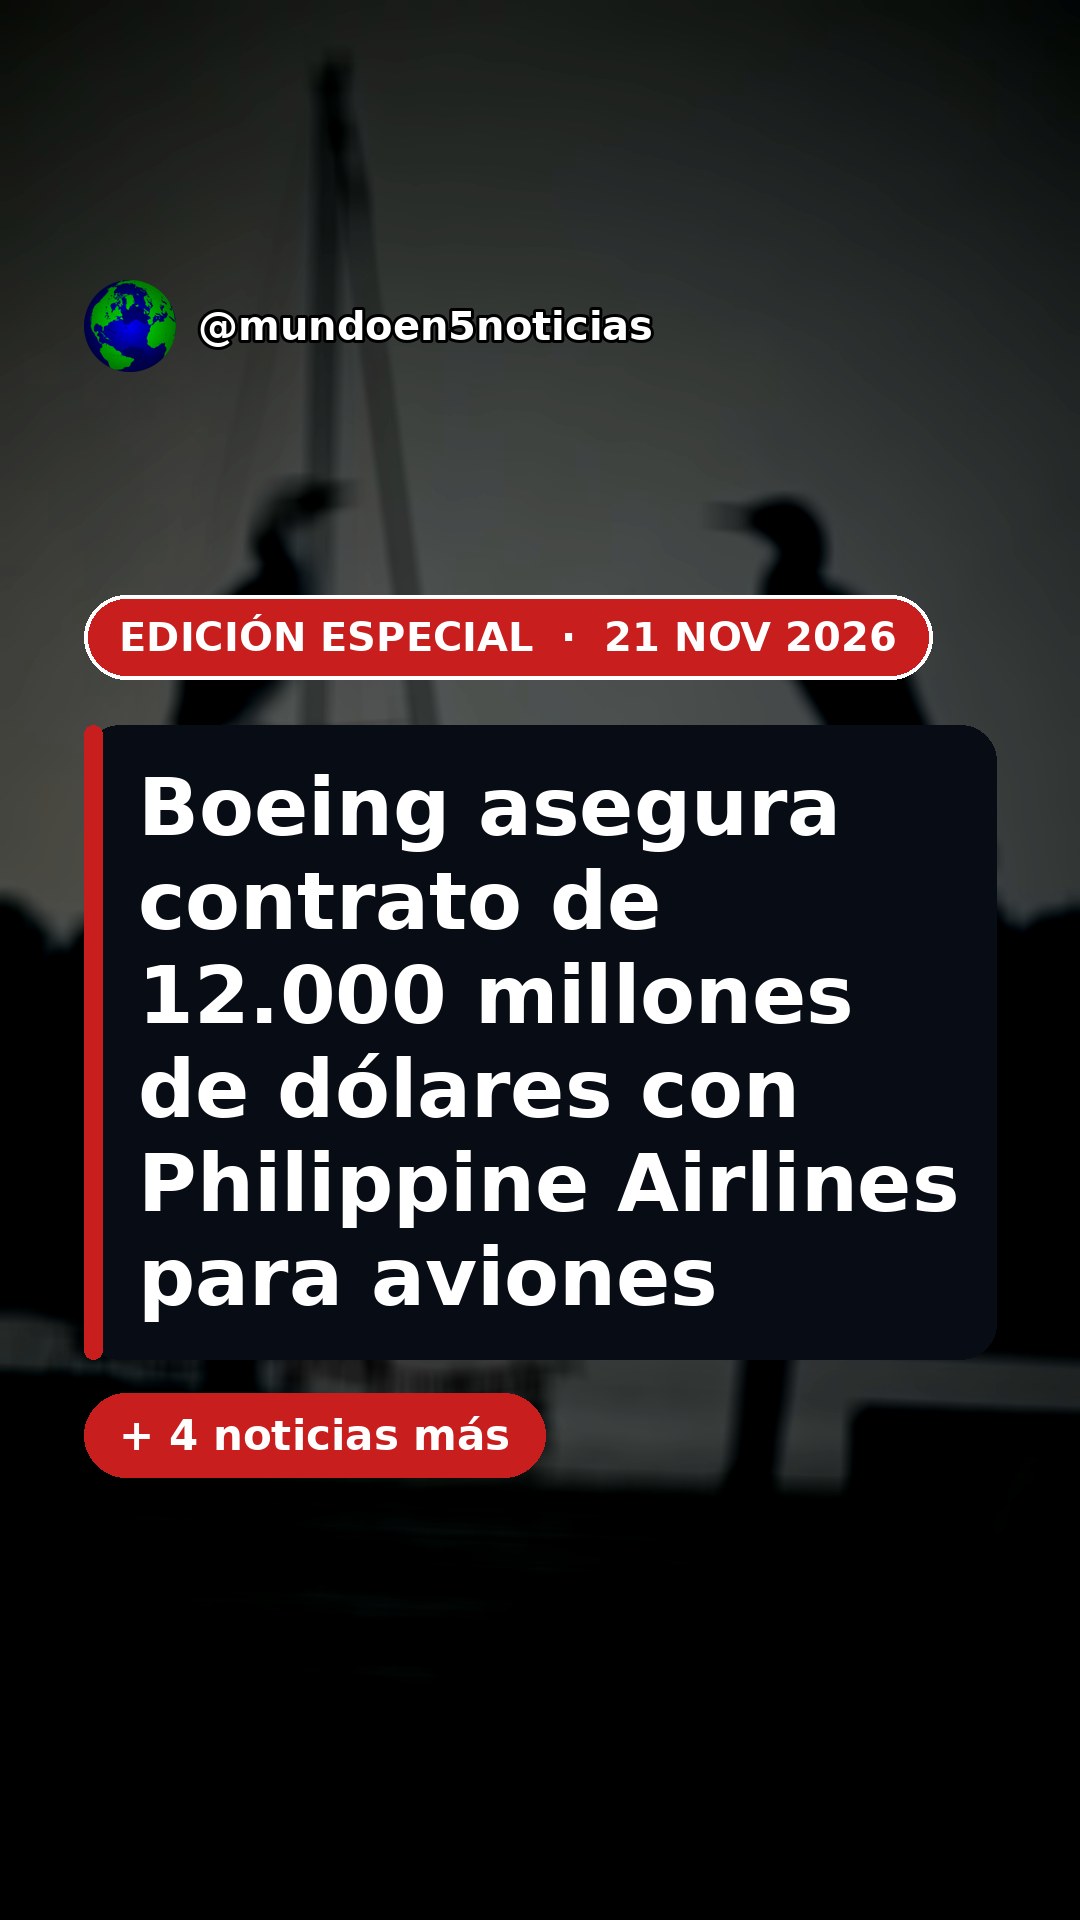 @mundoen5noticias
EDICIÓN ESPECIAL · 21 NOV 2026
Boeing asegura
contrato de
12.000 millones
de dólares con
Philippine Airlines
para aviones
+ 4 noticias más